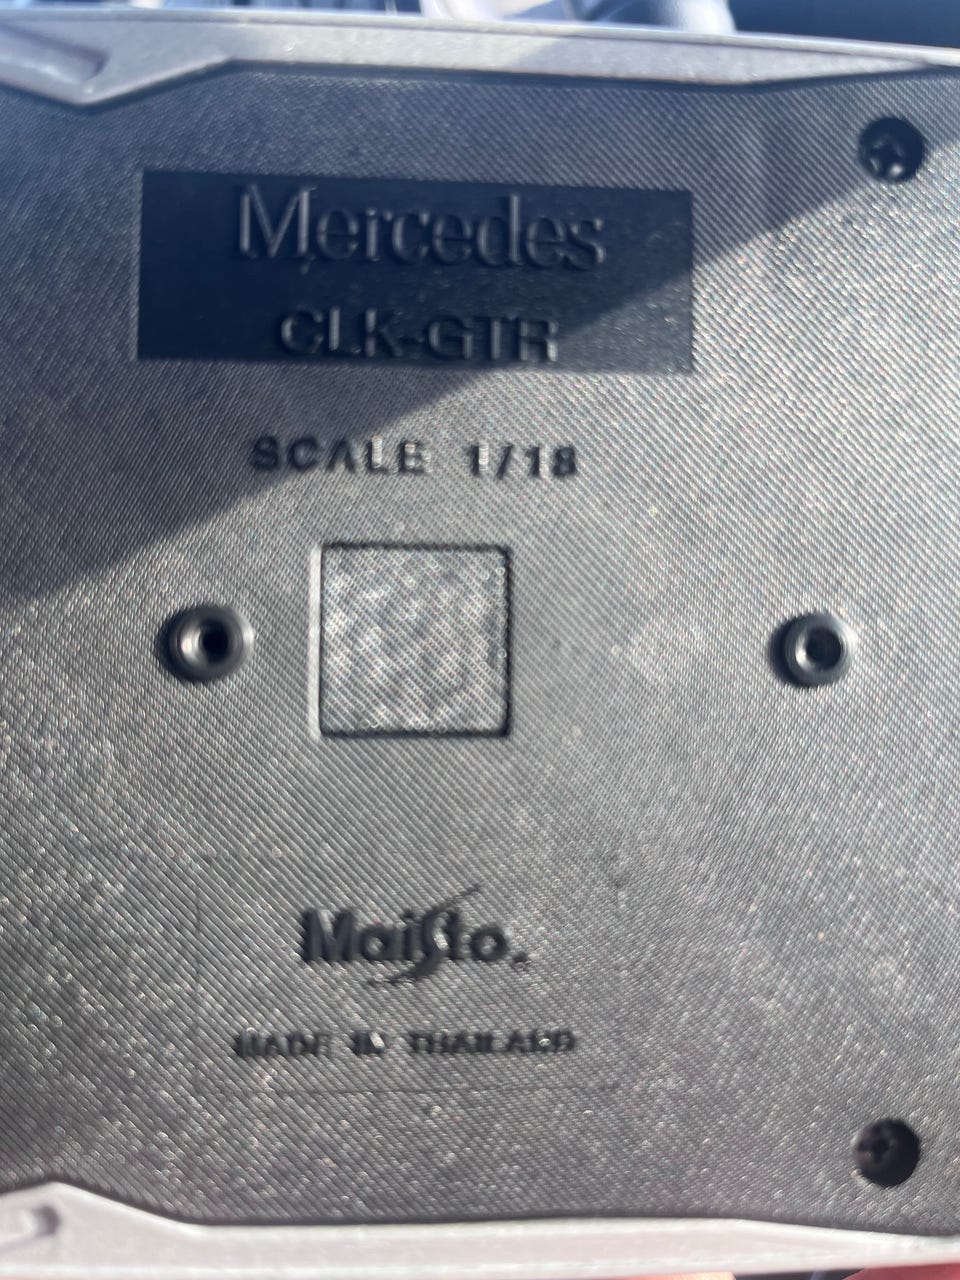 Mercedes
CLK-GTR
SCALE 1/18
Maisto.
MADE IN THAILAND